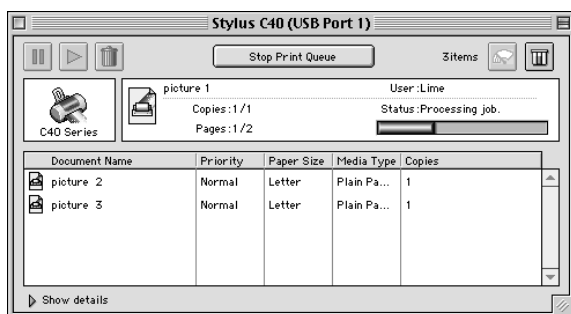 Stylus C40 (USB Port 1)
Stop Print Queue
3items
C40 Series
picture 1
User :Lime
Copies :1 /1
Status :Processing job.
Pages :1 /2
Document Name Priority Paper Size Media Type Copies
picture 2 Normal Letter Plain Pa... 1
picture 3 Normal Letter Plain Pa... 1
Show details